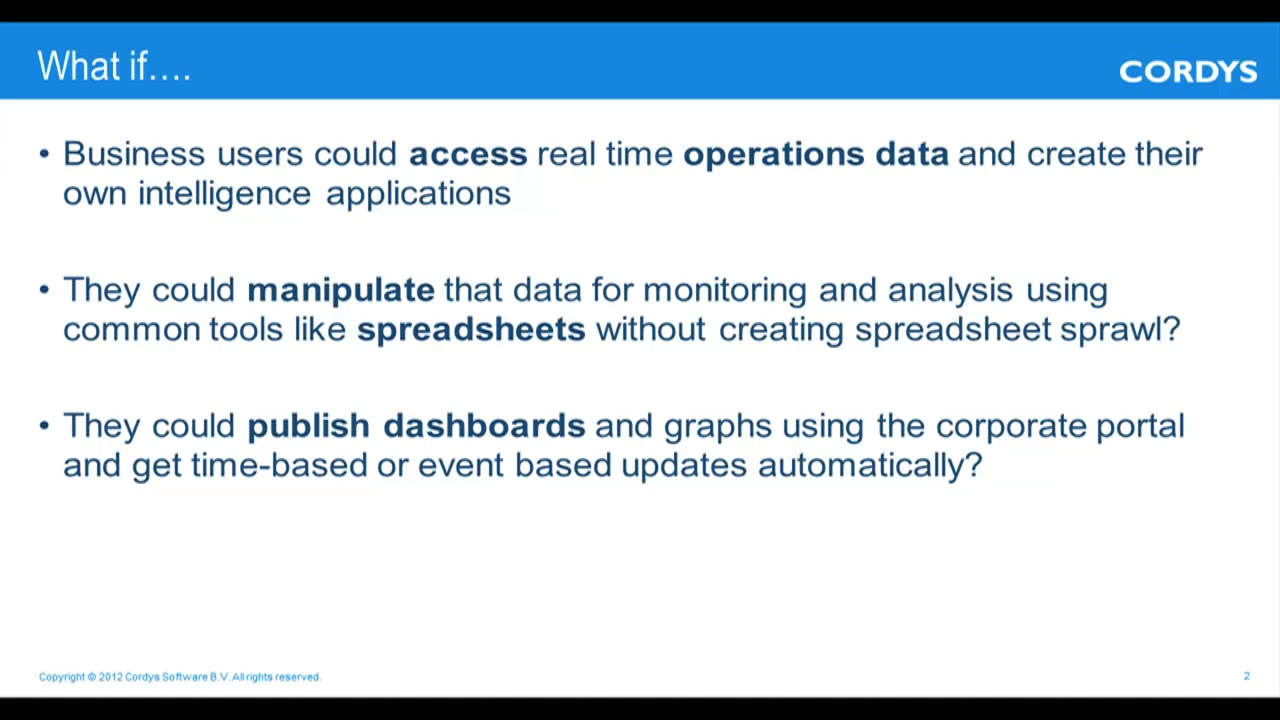 What if....
CORDYS
• Business users could access real time operations data and create their
own intelligence applications
• They could manipulate that data for monitoring and analysis using
common tools like spreadsheets without creating spreadsheet sprawl?
• They could publish dashboards and graphs using the corporate portal
and get time-based or event based updates automatically?
Copyright © 2012 Cordys Software B.V. All rights reserved.
2